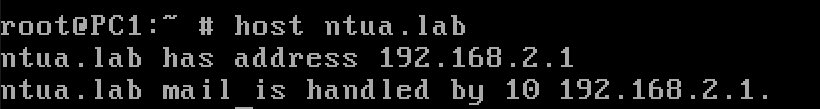 root@PC1:~ # host ntua.lab
ntua.lab has address 192.168.2.1
ntua.lab mail is handled by 10 192.168.2.1.